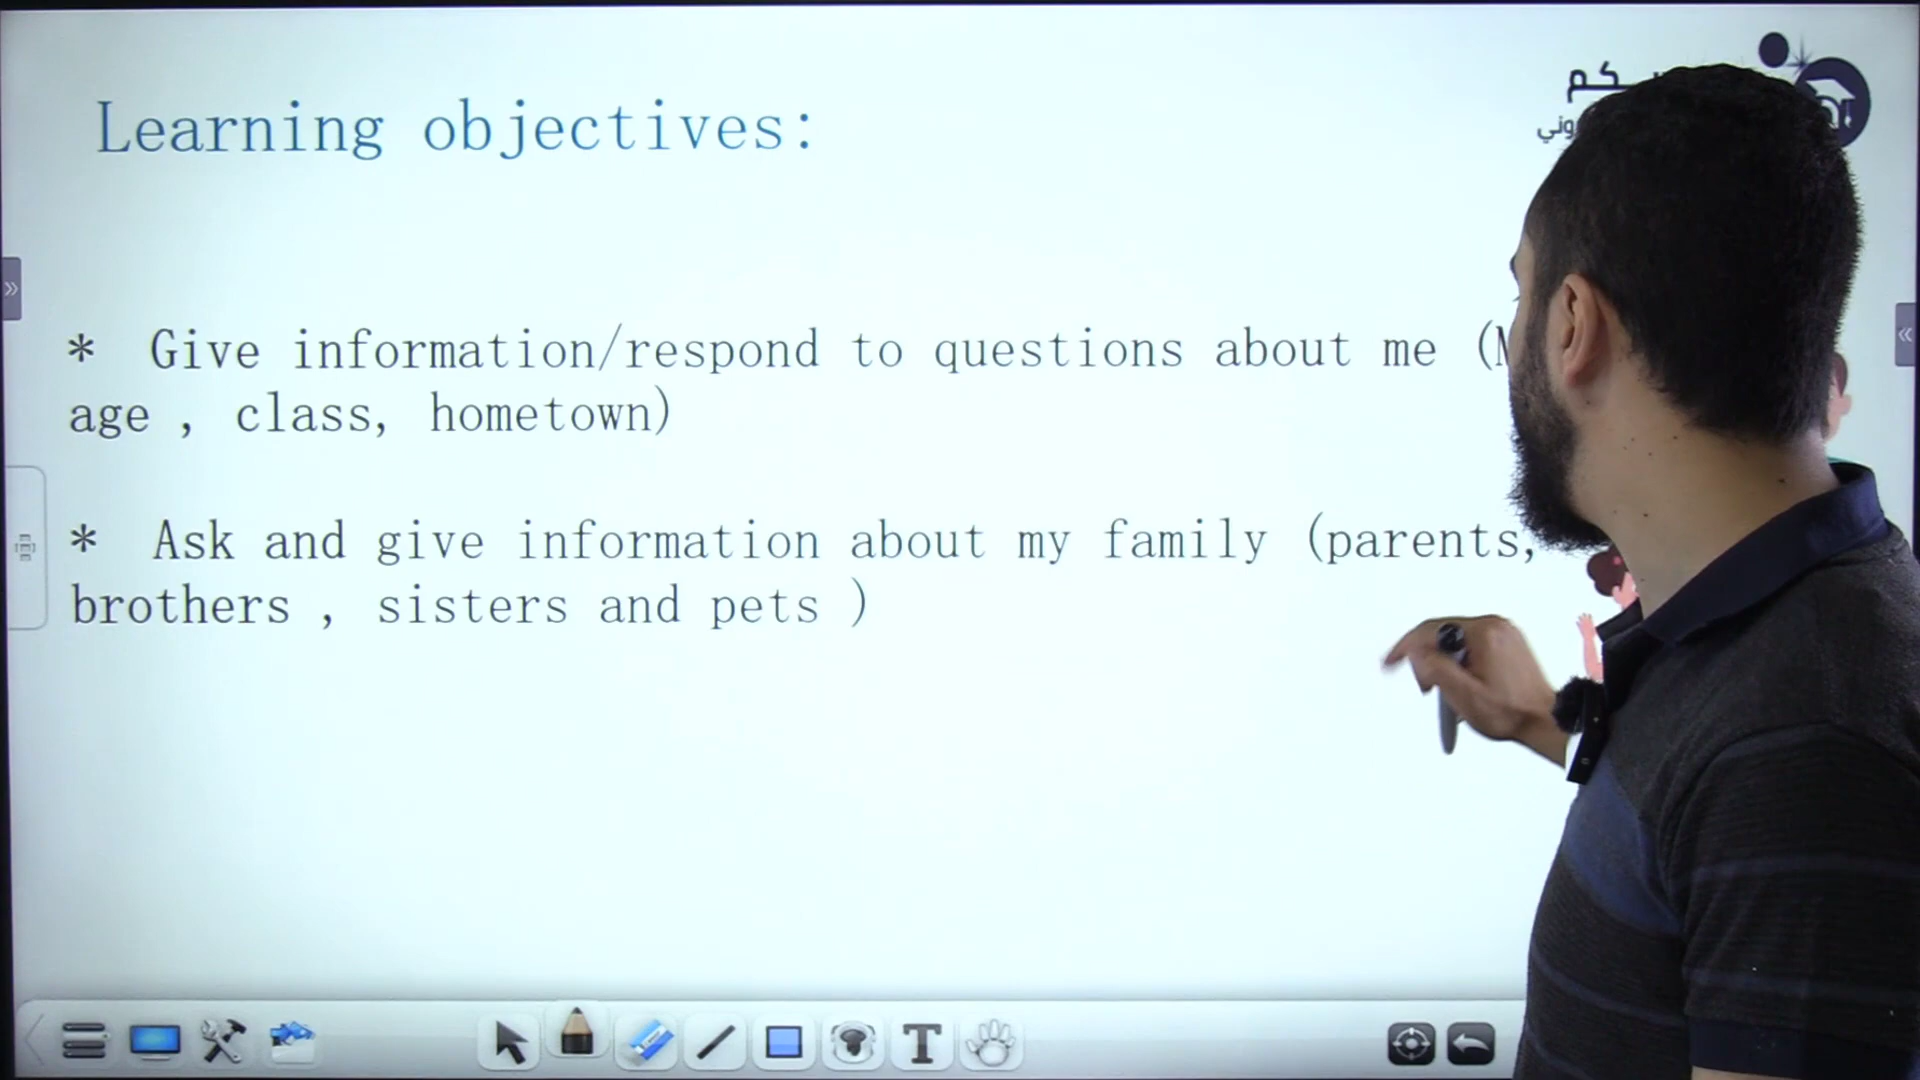 Learning objectives:
* Give information/respond to questions about me (
age , class, hometown)
* Ask and give information about my family (parents,
brothers , sisters and pets )